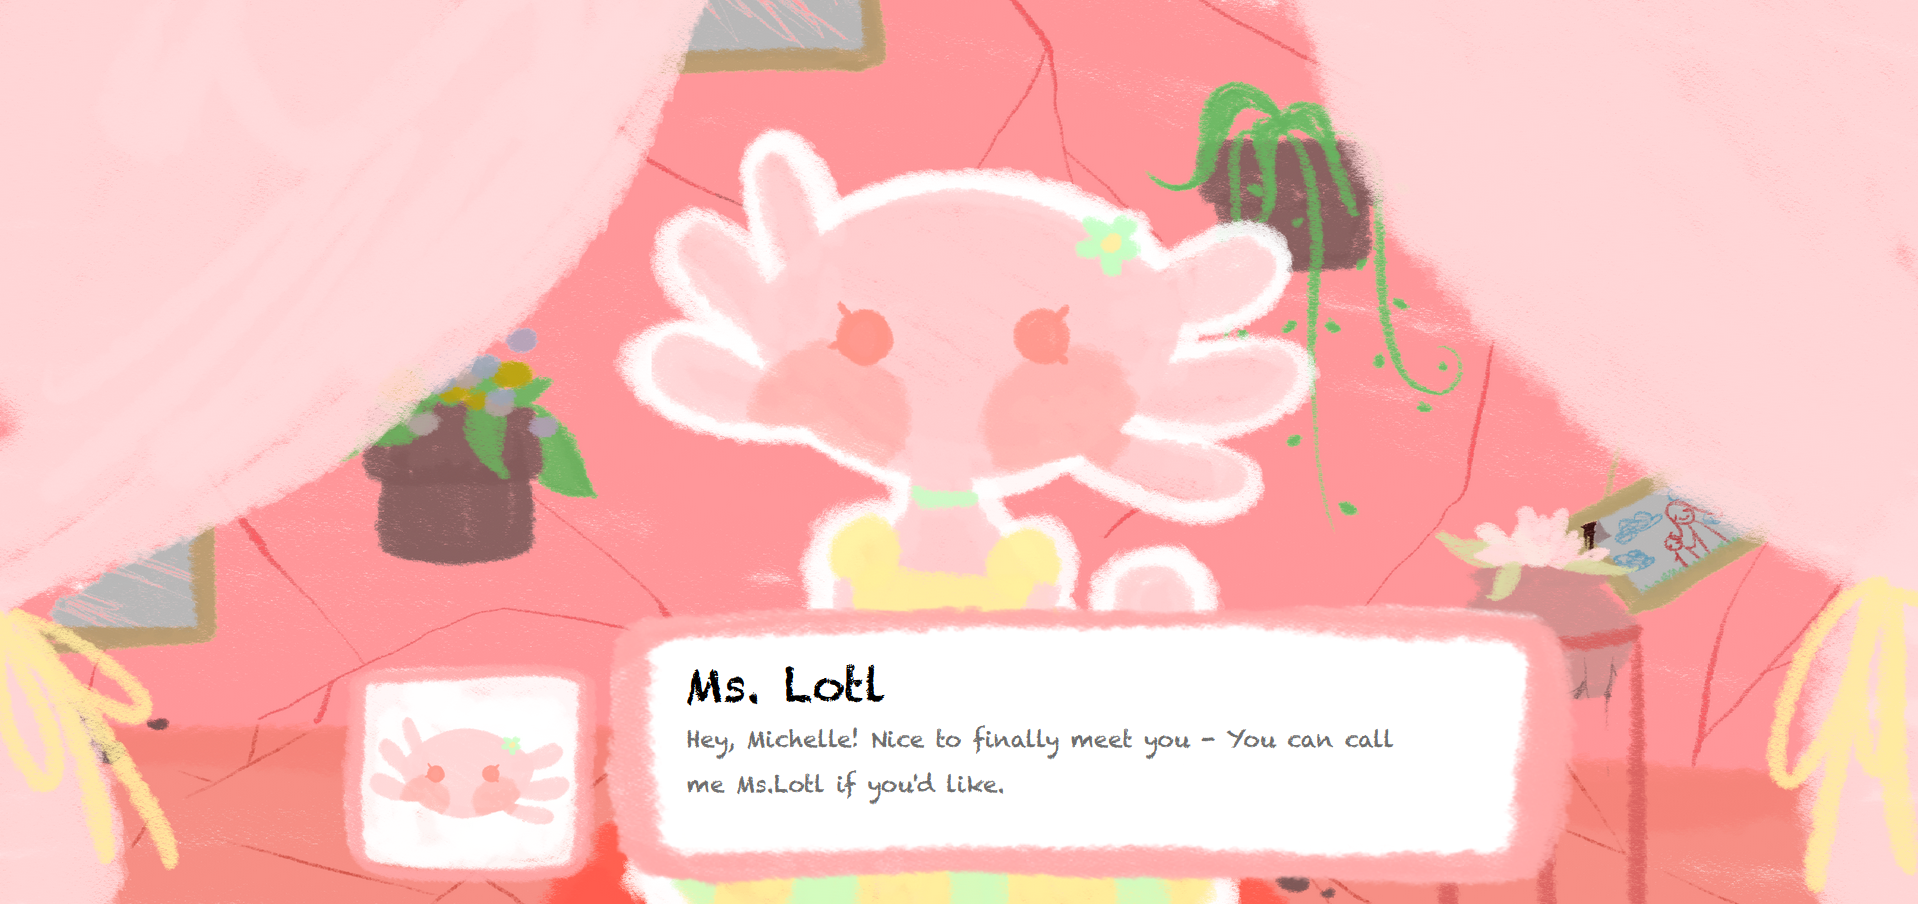 Ms. Lotl
Hey, Michelle! Nice to finally meet you - You can call
me Ms.Lotl if you'd like.